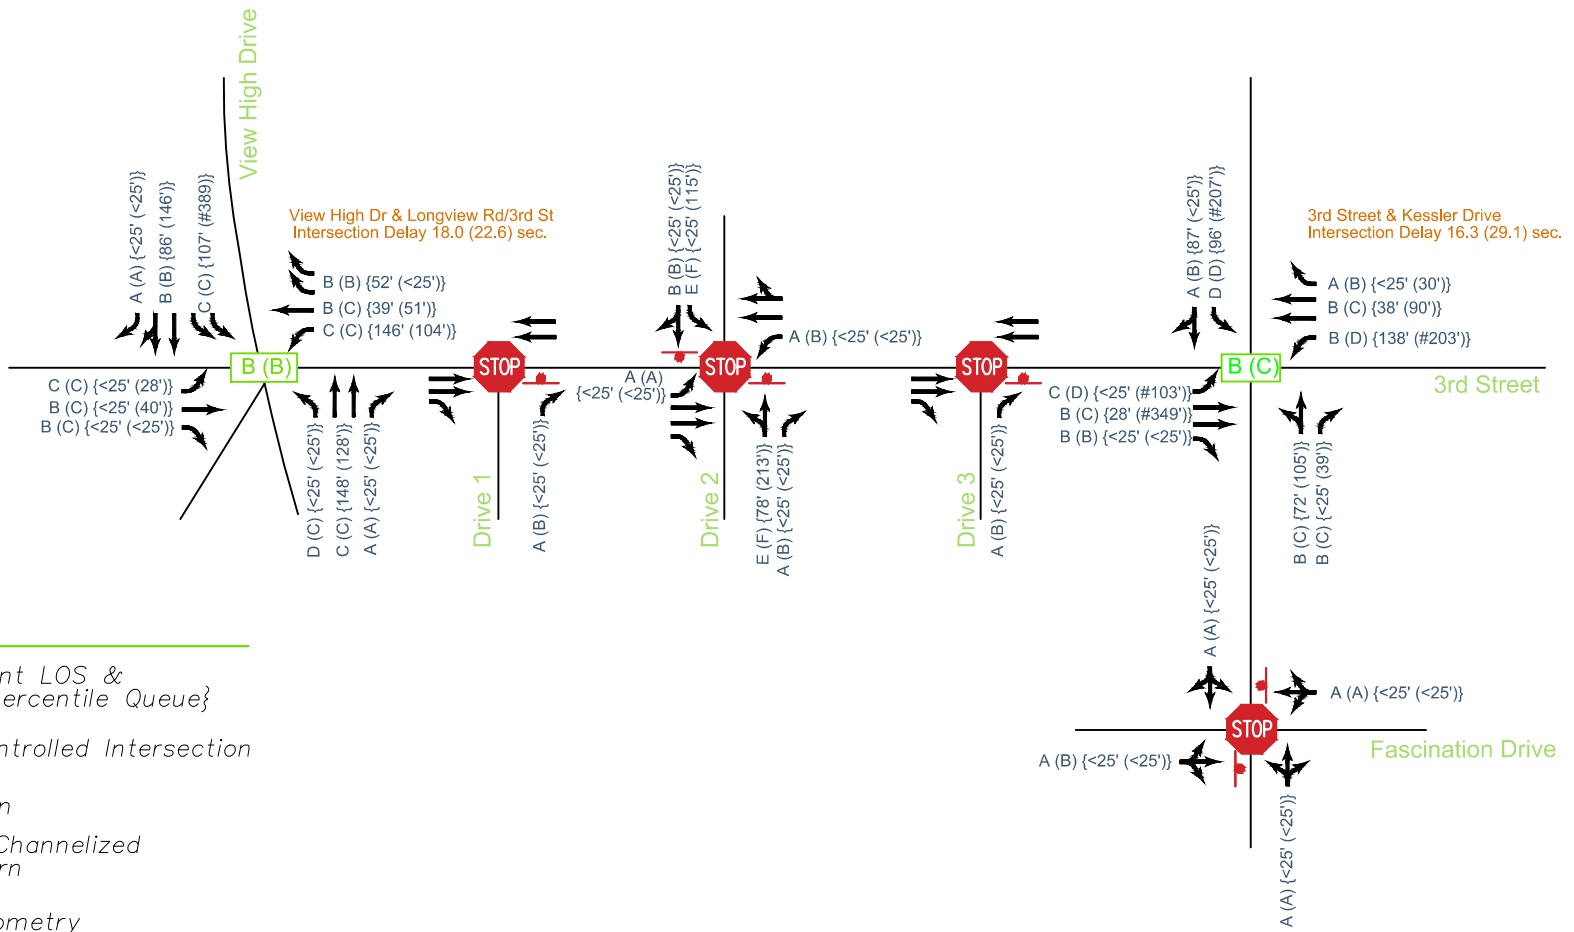 View High Drive
A (A) {<25' (<25')}
B (B) {86' (146')}
C (C) {107' (#389)}
View High Dr & Longview Rd/3rd St
Intersection Delay 18.0 (22.6) sec.
B (B) {52' (<25')}
B (C) {39' (51')}
C (C) {146' (104')}
B (B)
C (C) {<25' (28')}
B (C) {<25' (40')}
B (C) {<25' (<25')}
D (C) {<25' (<25')}
C (C) {148' (128')}
A (A) {<25' (<25')}
STOP
Drive 1
A (B) {<25' (<25')}
B (B) {<25' (<25')}
E (F) {<25' (115')}
A (B) {<25' (<25')}
STOP
A (A)
{<25' (<25')}
Drive 2
E (F) {78' (213')}
A (B) {<25' (<25')}
STOP
Drive 3
A (B) {<25' (<25')}
A (B) {87' (<25')}
D (D) {96' (#207')}
3rd Street & Kessler Drive
Intersection Delay 16.3 (29.1) sec.
A (B) {<25' (30')}
B (C) {38' (90')}
B (D) {138' (#203')}
B (C)
3rd Street
C (D) {<25' (#103')}
B (C) {28' (#349')}
B (B) {<25' (<25')}
B (C) {72' (105')}
B (C) {<25' (39')}
A (A) {<25' (<25')}
A (A) {<25' (<25')}
STOP
Fascination Drive
A (B) {<25' (<25')}
A (A) {<25' (<25')}
nt LOS &
ercentile Queue}
ntrolled Intersection
n
Channelized
rn
ometry